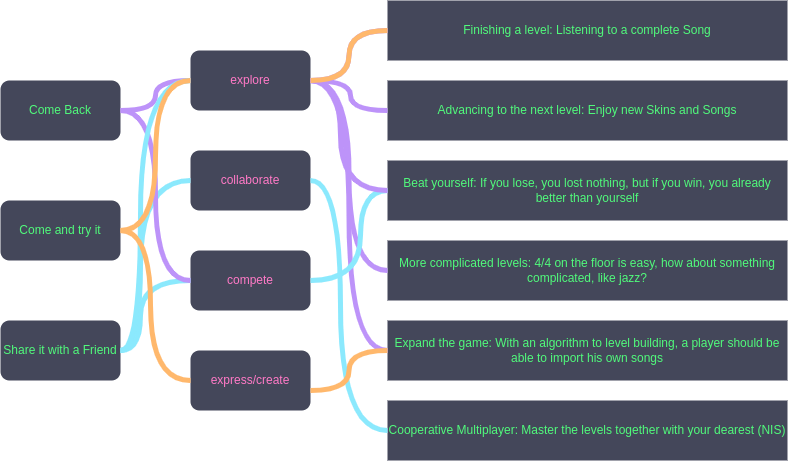 Come Back
Come and try it
Share it with a Friend
explore
collaborate
compete
express/create
Finishing a level: Listening to a complete Song
Advancing to the next level: Enjoy new Skins and Songs
Beat yourself: If you lose, you lost nothing, but if you win, you already
better than yourself
More complicated levels: 4/4 on the floor is easy, how about something
complicated, like jazz?
Expand the game: With an algorithm to level building, a player should be
able to import his own songs
Cooperative Multiplayer: Master the levels together with your dearest (NIS)